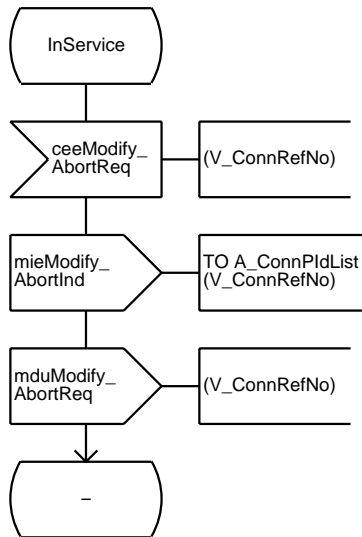 InService
ceeModify_
AbortReq
(V_ConnRefNo)
mieModify_
AbortInd
TO A_ConnPIdList
(V_ConnRefNo)
mduModify_
AbortReq
(V_ConnRefNo)
–